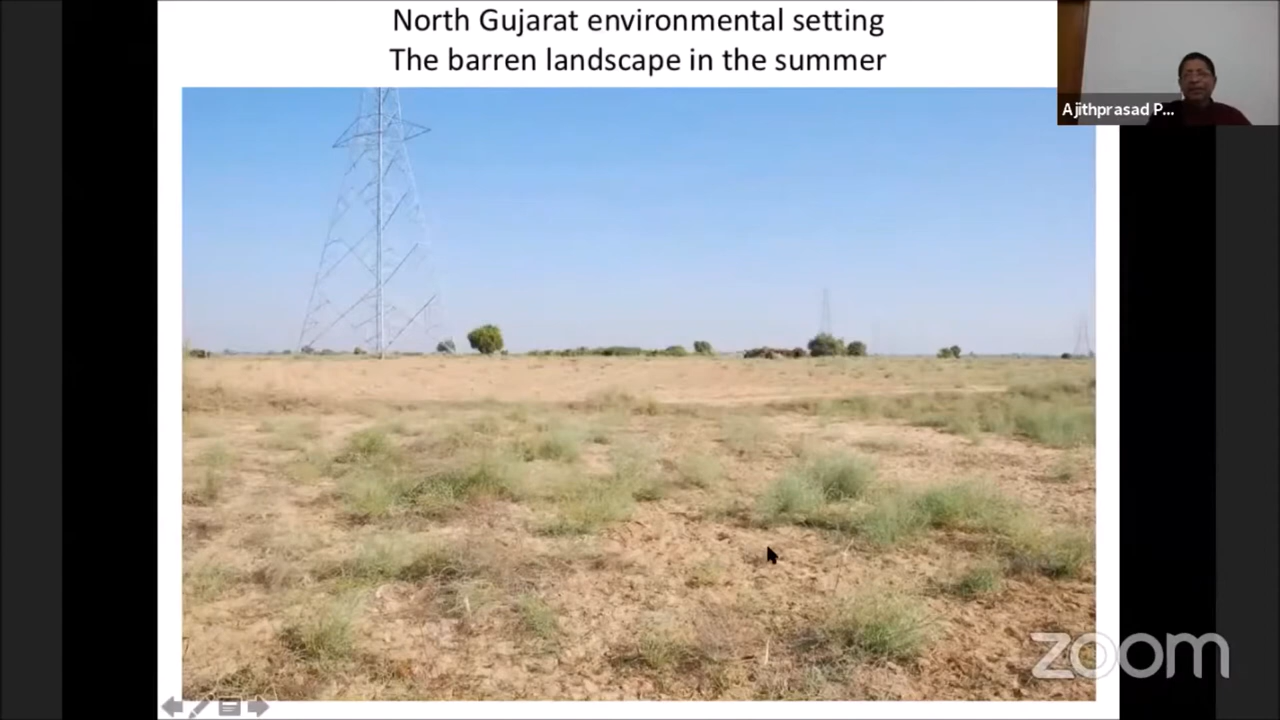 North Gujarat environmental setting
The barren landscape in the summer
Ajithprasad P...
zoom